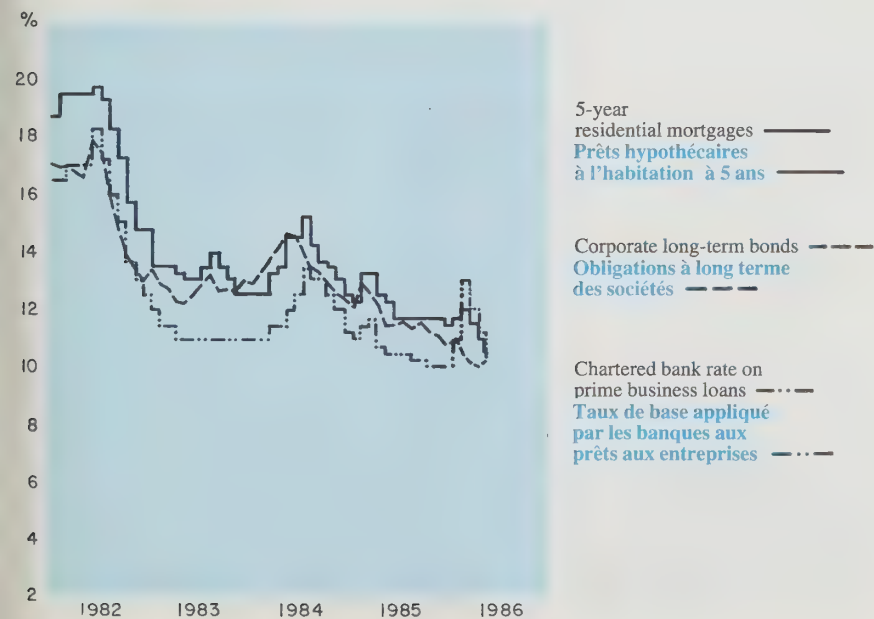 %
20
18
16
14
12
10
8
6
4
2
1982 1983 1984 1985 1986
5-year
residential mortgages
Prêts hypothécaires
à l'habitation à 5 ans
Corporate long-term bonds
Obligations à long terme
des sociétés
Chartered bank rate on
prime business loans
Taux de base appliqué
par les banques aux
prêts aux entreprises